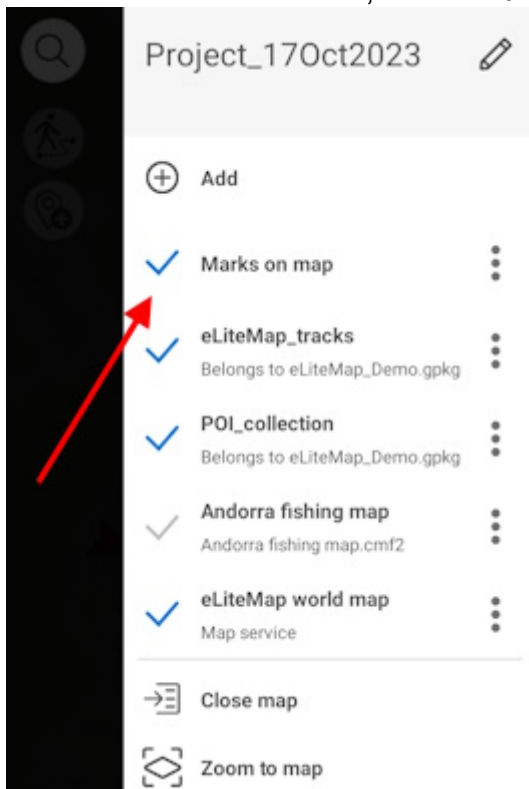 Project_17Oct2023
Add
Marks on map
eLiteMap_tracks
Belongs to eLiteMap_Demo.gpkg
POI_collection
Belongs to eLiteMap_Demo.gpkg
Andorra fishing map
Andorra fishing map.cmf2
eLiteMap world map
Map service
Close map
Zoom to map